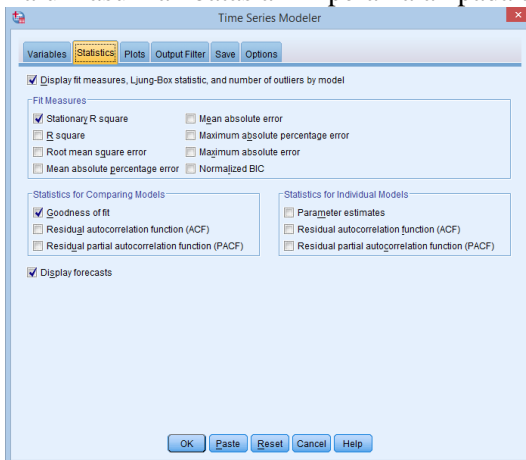 Time Series Modeler
Variables Statistics Plots Output Filter Save Options
Display fit measures, Ljung-Box statistic, and number of outliers by model
Fit Measures
Stationary R square Mean absolute error
R square Maximum absolute percentage error
Root mean square error Maximum absolute error
Mean absolute percentage error Normalized BIC
Statistics for Comparing Models Statistics for Individual Models
Goodness of fit Parameter estimates
Residual autocorrelation function (ACF) Residual autocorrelation function (ACF)
Residual partial autocorrelation function (PACF) Residual partial autocorrelation function (PACF)
Display forecasts
OK Paste Reset Cancel Help